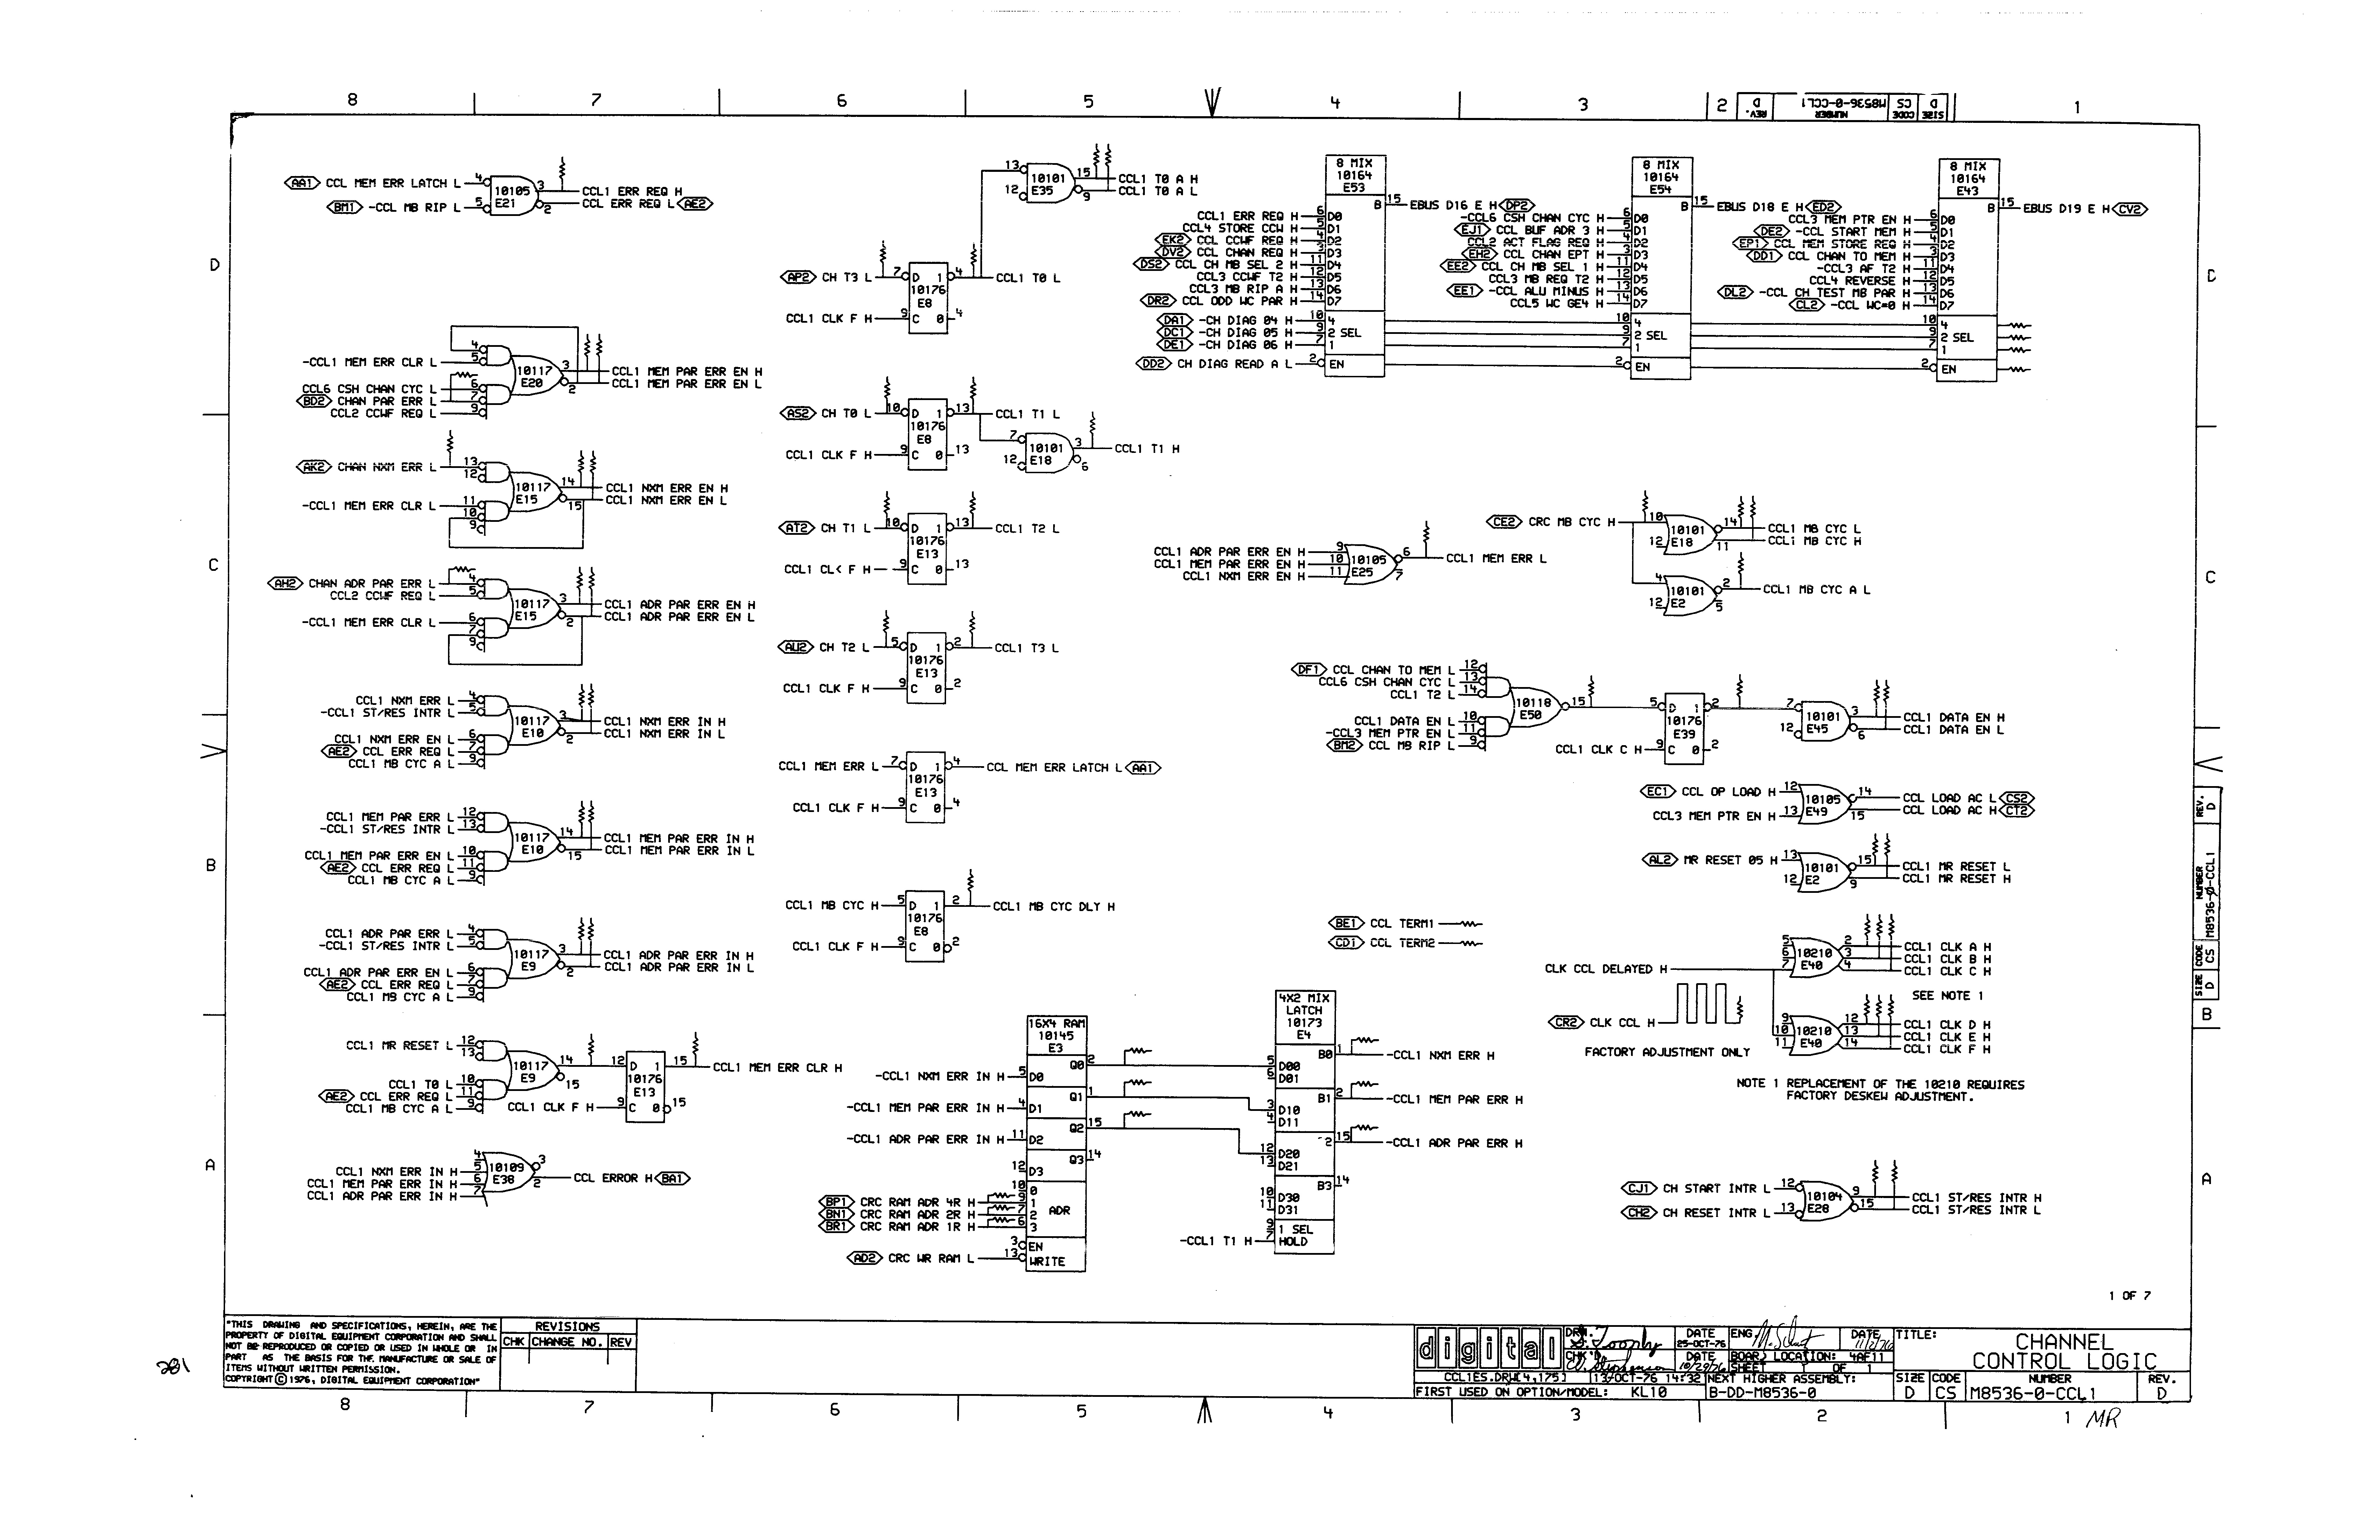 8 7 6 5 4 3 2 1
SIZE D CODE CS NUMBER M8536-0-CCL1 REV. D
<AA1> CCL MEM ERR LATCH L 4
<BM1> -CCL MB RIP L 5
10105 E21
3 CCL1 ERR REQ H
2 CCL ERR REQ L <AE2>
-CCL1 MEM ERR CLR L 5 4
CCL6 CSH CHAN CYC L 6
<BD2> CHAN PAR ERR L 7
CCL2 CCWF REQ L 9
10117 E20
3 CCL1 MEM PAR ERR EN H
2 CCL1 MEM PAR ERR EN L
<AK2> CHAN NXM ERR L 13
12
-CCL1 MEM ERR CLR L 11
10
9
10117 E15
14 CCL1 NXM ERR EN H
15 CCL1 NXM ERR EN L
<AH2> CHAN ADR PAR ERR L 4
CCL2 CCWF REQ L 5
-CCL1 MEM ERR CLR L 6
7
9
10117 E15
3 CCL1 ADR PAR ERR EN H
2 CCL1 ADR PAR ERR EN L
CCL1 NXM ERR L 4
-CCL1 ST/RES INTR L 5
CCL1 NXM ERR EN L 6
<AE2> CCL ERR REQ L 7
CCL1 MB CYC A L 9
10117 E10
3 CCL1 NXM ERR IN H
2 CCL1 NXM ERR IN L
CCL1 MEM PAR ERR L 12
-CCL1 ST/RES INTR L 13
CCL1 MEM PAR ERR EN L 10
<AE2> CCL ERR REQ L 11
CCL1 MB CYC A L 9
10117 E10
14 CCL1 MEM PAR ERR IN H
15 CCL1 MEM PAR ERR IN L
CCL1 ADR PAR ERR L 4
-CCL1 ST/RES INTR L 5
CCL1 ADR PAR ERR EN L 6
<AE2> CCL ERR REQ L 7
CCL1 MB CYC A L 9
10117 E9
3 CCL1 ADR PAR ERR IN H
2 CCL1 ADR PAR ERR IN L
CCL1 MR RESET L 12
13
CCL1 T0 L 10
<AE2> CCL ERR REQ L 11
CCL1 MB CYC A L 9
10117 E9
14
15
CCL1 CLK F H 9 C 0 15
12 D 1 15 CCL1 MEM ERR CLR H
10176 E13
4
CCL1 NXM ERR IN H 5
CCL1 MEM PAR ERR IN H 6
CCL1 ADR PAR ERR IN H 7
10109 E38
3
2 CCL ERROR H <BA1>
<AP2> CH T3 L 7 D 1 4 CCL1 T0 L
10176 E8
CCL1 CLK F H 9 C 0 4
13
12
10101 E35
15 CCL1 T0 A H
9 CCL1 T0 A L
<AS2> CH T0 L 10 D 1 13 CCL1 T1 L
10176 E8
CCL1 CLK F H 9 C 0 13
7
12
10101 E18
3 CCL1 T1 H
6
<AT2> CH T1 L 10 D 1 13 CCL1 T2 L
10176 E13
CCL1 CL< F H 9 C 0 13
<AU2> CH T2 L 5 D 1 2 CCL1 T3 L
10176 E13
CCL1 CLK F H 9 C 0 2
CCL1 MEM ERR L 7 D 1 4 CCL MEM ERR LATCH L <AA1>
10176 E13
CCL1 CLK F H 9 C 0 4
CCL1 MB CYC H 5 D 1 2 CCL1 MB CYC DLY H
10176 E8
CCL1 CLK F H 9 C 0 2
16X4 RAM
10145
E3
Q0 2
-CCL1 NXM ERR IN H 5 D0
Q1 1
-CCL1 MEM PAR ERR IN H 4 D1
Q2 15
-CCL1 ADR PAR ERR IN H 11 D2
Q3 14
12 D3
10 0
<BP1> CRC RAM ADR 4R H 9 1
<BN1> CRC RAM ADR 2R H 7 2
<BR1> CRC RAM ADR 1R H 6 3
ADR
3 EN
<AD2> CRC WR RAM L 13 WRITE
4X2 MIX
LATCH
10173
E4
5 D00
6 D01
B0 1 -CCL1 NXM ERR H
3 D10
4 D11
B1 2 -CCL1 MEM PAR ERR H
12 D20
13 D21
2 15 -CCL1 ADR PAR ERR H
10 D30
11 D31
B3 14
9 1 SEL
-CCL1 T1 H 7 HOLD
8 MIX
10164
E53
B 15 EBUS D16 E H <DP2>
CCL1 ERR REQ H 6 D0
CCL4 STORE CCW H 5 D1
<EK2> CCL CCWF REQ H 4 D2
<DV2> CCL CHAN REQ H 3 D3
<DS2> CCL CH MB SEL 2 H 11 D4
CCL3 CCWF T2 H 12 D5
CCL3 MB RIP A H 13 D6
<DR2> CCL ODD WC PAR H 14 D7
<DA1> -CH DIAG 04 H 10 4
<DC1> -CH DIAG 05 H 9 2 SEL
<DE1> -CH DIAG 06 H 7 1
<DD2> CH DIAG READ A L 2 EN
8 MIX
10164
E54
B 15 EBUS D18 E H <ED2>
-CCL6 CSH CHAN CYC H 6 D0
<EJ1> CCL BUF ADR 3 H 5 D1
CCL2 ACT FLAG REQ H 4 D2
<EH2> CCL CHAN EPT H 3 D3
<EE2> CCL CH MB SEL 1 H 11 D4
CCL3 MB REQ T2 H 12 D5
<EE1> -CCL ALU MINUS H 13 D6
CCL5 WC GE4 H 14 D7
10 4
9 2 SEL
7 1
2 EN
8 MIX
10164
E43
B 15 EBUS D19 E H <CV2>
CCL3 MEM PTR EN H 6 D0
<DE2> -CCL START MEM H 5 D1
<EP1> CCL MEM STORE REQ H 4 D2
<DD1> CCL CHAN TO MEM H 3 D3
-CCL3 AF T2 H 11 D4
CCL4 REVERSE H 12 D5
<DL2> -CCL CH TEST MB PAR H 13 D6
<CL2> -CCL WC=0 H 14 D7
10 4
9 2 SEL
7 1
2 EN
CCL1 ADR PAR ERR EN H 9
CCL1 MEM PAR ERR EN H 10
CCL1 NXM ERR EN H 11
10105 E25
6 CCL1 MEM ERR L
7
<CE2> CRC MB CYC H 10
12
10101 E18
14 CCL1 MB CYC L
11 CCL1 MB CYC H
4
12
10101 E2
2 CCL1 MB CYC A L
5
<DF1> CCL CHAN TO MEM L 12
CCL6 CSH CHAN CYC L 13
CCL1 T2 L 14
CCL1 DATA EN L 10
-CCL3 MEM PTR EN L 11
<BM2> CCL MB RIP L 9
10118 E50
15
5 D 1 2
10176 E39
CCL1 CLK C H 9 C 0 2
7
12
10101 E45
3 CCL1 DATA EN H
6 CCL1 DATA EN L
<EC1> CCL OP LOAD H 12
CCL3 MEM PTR EN H 13
10105 E49
14 CCL LOAD AC L <CS2>
15 CCL LOAD AC H <CT2>
<AL2> MR RESET 05 H 13
12
10101 E2
15 CCL1 MR RESET L
9 CCL1 MR RESET H
<BE1> CCL TERM1
<CD1> CCL TERM2
CLK CCL DELAYED H
5
6
7
10210 E40
2 CCL1 CLK A H
3 CCL1 CLK B H
4 CCL1 CLK C H
SEE NOTE 1
<CR2> CLK CCL H
FACTORY ADJUSTMENT ONLY
9
10
11
10210 E40
12 CCL1 CLK D H
13 CCL1 CLK E H
14 CCL1 CLK F H
NOTE 1 REPLACEMENT OF THE 10210 REQUIRES
FACTORY DESKEW ADJUSTMENT.
<CJ1> CH START INTR L 12
<CH2> CH RESET INTR L 13
10104 E28
9 CCL1 ST/RES INTR H
15 CCL1 ST/RES INTR L
D C B A
D C B A
SIZE D CODE CS NUMBER M8536-0-CCL1 REV. D
1 OF 7
"THIS DRAWING AND SPECIFICATIONS, HEREIN, ARE THE
PROPERTY OF DIGITAL EQUIPMENT CORPORATION AND SHALL
NOT BE REPRODUCED OR COPIED OR USED IN WHOLE OR IN
PART AS THE BASIS FOR THE MANUFACTURE OR SALE OF
ITEMS WITHOUT WRITTEN PERMISSION.
COPYRIGHT © 1976, DIGITAL EQUIPMENT CORPORATION"
REVISIONS
CHK CHANGE NO. REV
digital
DRN.
DATE 25-OCT-76
ENG.
DATE 11/2/76
CHK'D
DATE 10/29/76
BOARD LOCATION: 4AF11
SHEET 1 OF 1
CCL1ES.DRW[4,175] 13-OCT-76 14:32
NEXT HIGHER ASSEMBLY:
FIRST USED ON OPTION/MODEL: KL10
B-DD-M8536-0
TITLE: CHANNEL
CONTROL LOGIC
SIZE D CODE CS NUMBER M8536-0-CCL1 REV. D
8 7 6 5 4 3 2 1
MR
281